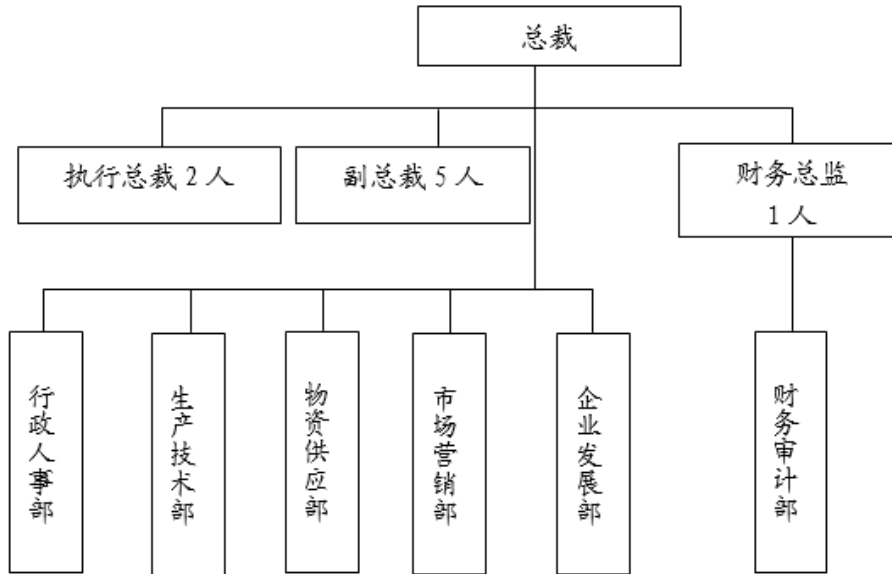 总裁
执行总裁 2 人
副总裁 5 人
财务总监
1 人
行政人事部
生产技术部
物资供应部
市场营销部
企业发展部
财务审计部